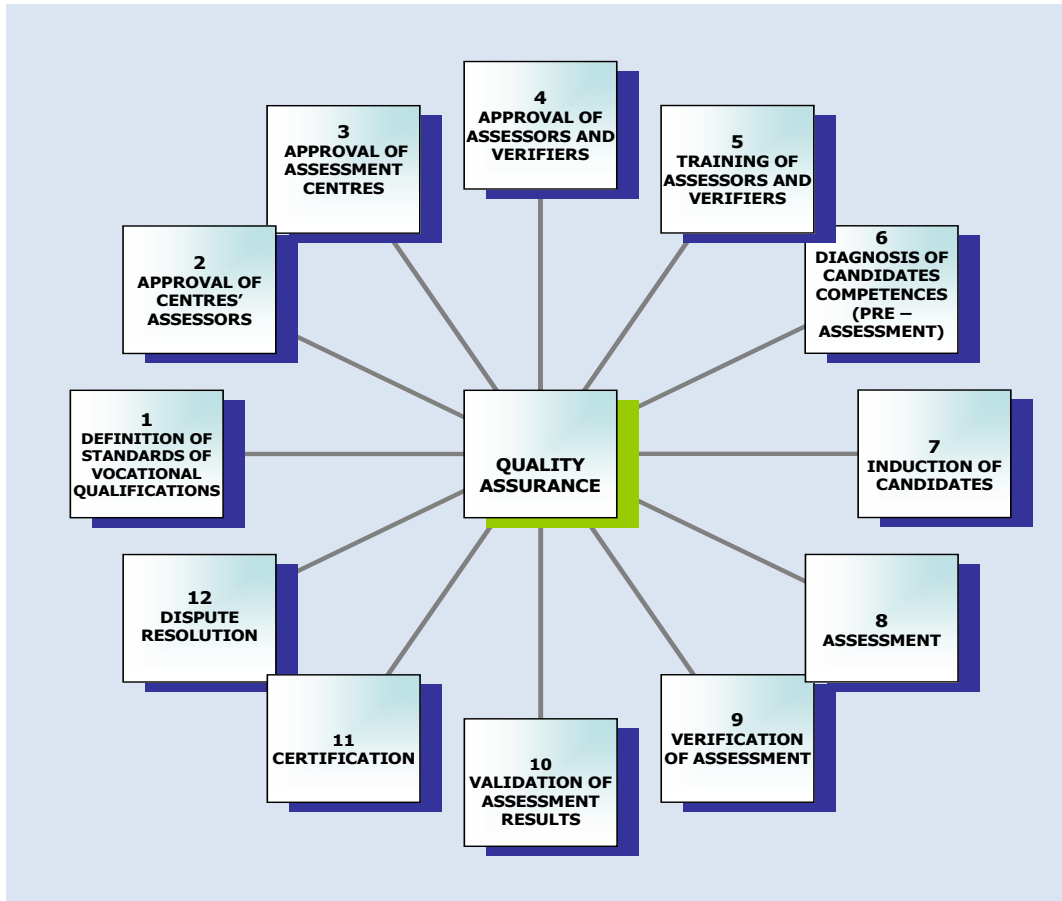 1
DEFINITION OF
STANDARDS OF
VOCATIONAL
QUALIFICATIONS
2
APPROVAL OF
CENTRES’
ASSESSORS
3
APPROVAL OF
ASSESSMENT
CENTRES
4
APPROVAL OF
ASSESSORS AND
VERIFIERS
5
TRAINING OF
ASSESSORS AND
VERIFIERS
6
DIAGNOSIS OF
CANDIDATES
COMPETENCES
(PRE –
ASSESSMENT)
7
INDUCTION OF
CANDIDATES
8
ASSESSMENT
9
VERIFICATION
OF ASSESSMENT
10
VALIDATION OF
ASSESSMENT
RESULTS
11
CERTIFICATION
12
DISPUTE
RESOLUTION
QUALITY
ASSURANCE